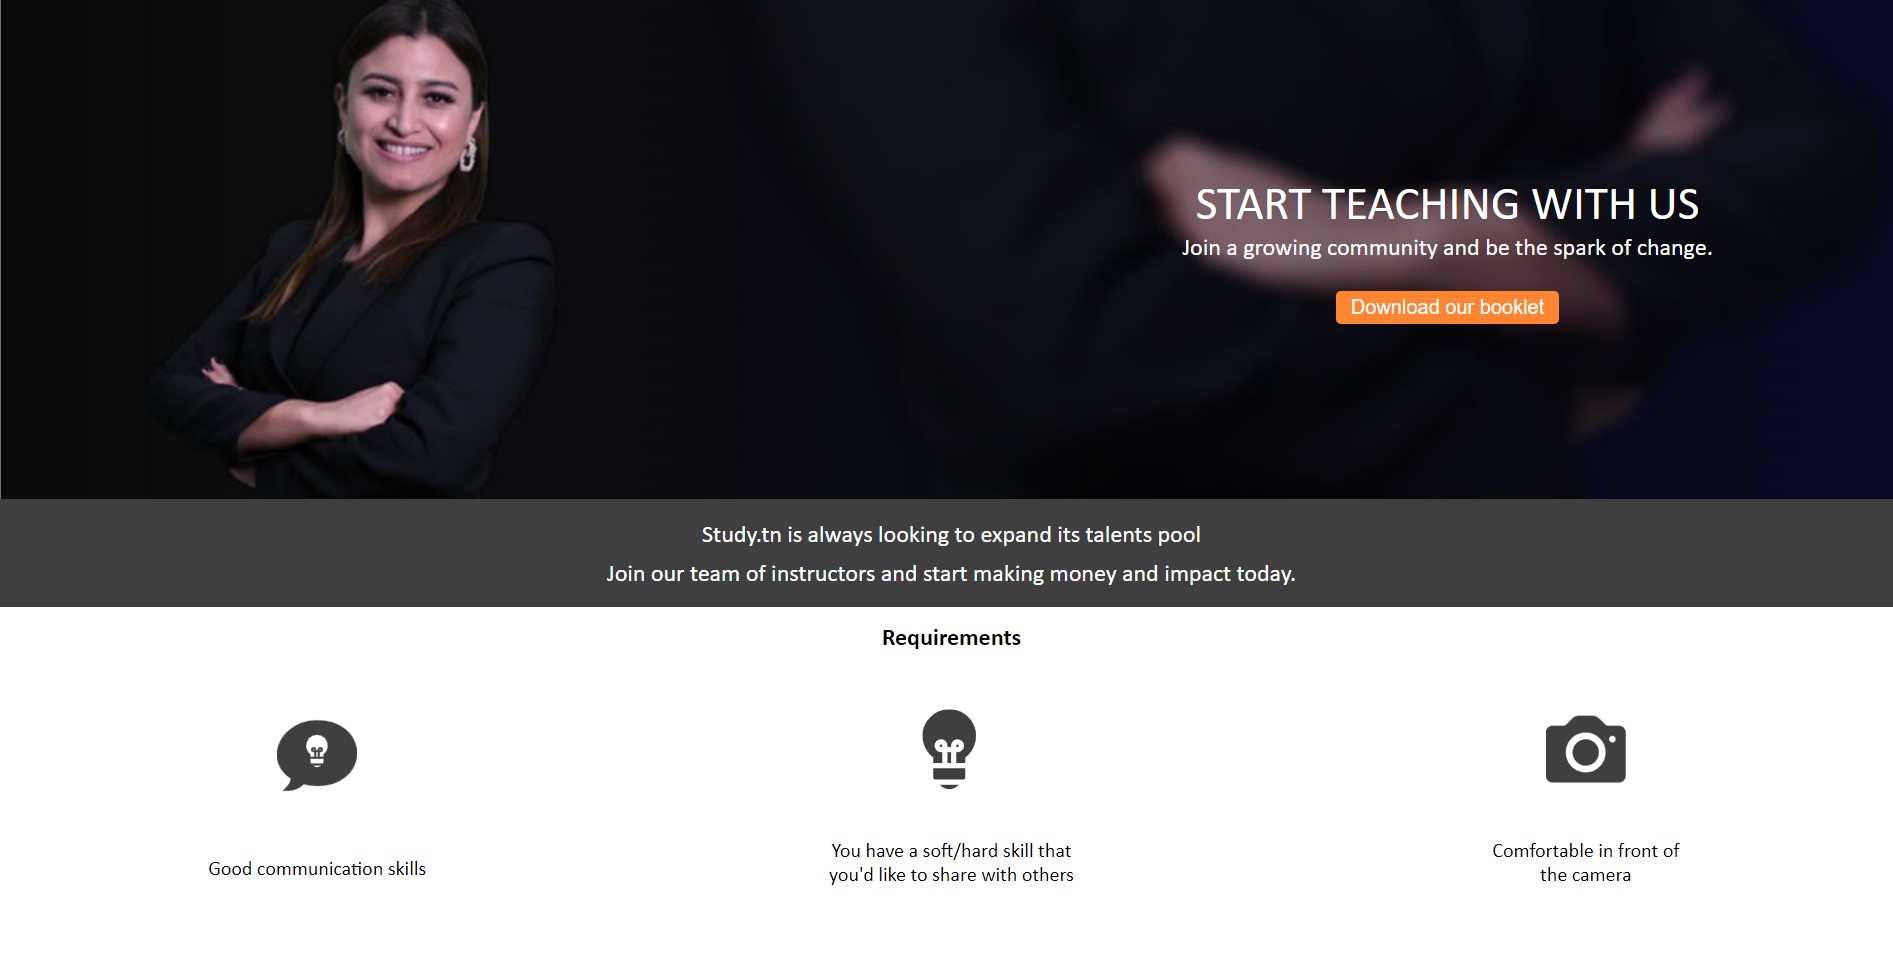 START TEACHING WITH US
Join a growing community and be the spark of change.
Download our booklet
Study.tn is always looking to expand its talents pool
Join our team of instructors and start making money and impact today.
Requirements
Good communication skills
You have a soft/hard skill that
you'd like to share with others
Comfortable in front of
the camera